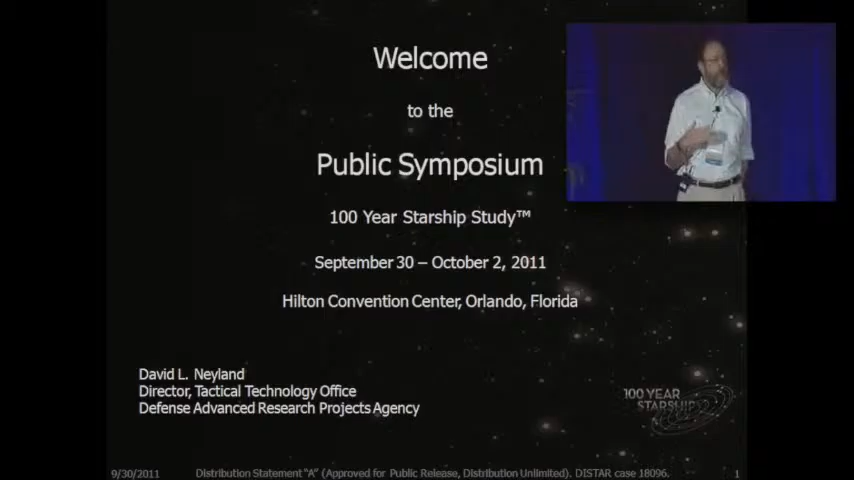 Welcome
to the
Public Symposium
100 Year Starship Study™
September 30 – October 2, 2011
Hilton Convention Center, Orlando, Florida
David L. Neyland
Director, Tactical Technology Office
Defense Advanced Research Projects Agency
100 YEAR
STARSHIP
9/30/2011 Distribution Statement "A" (Approved for Public Release, Distribution Unlimited). DISTAR case 18096. 1